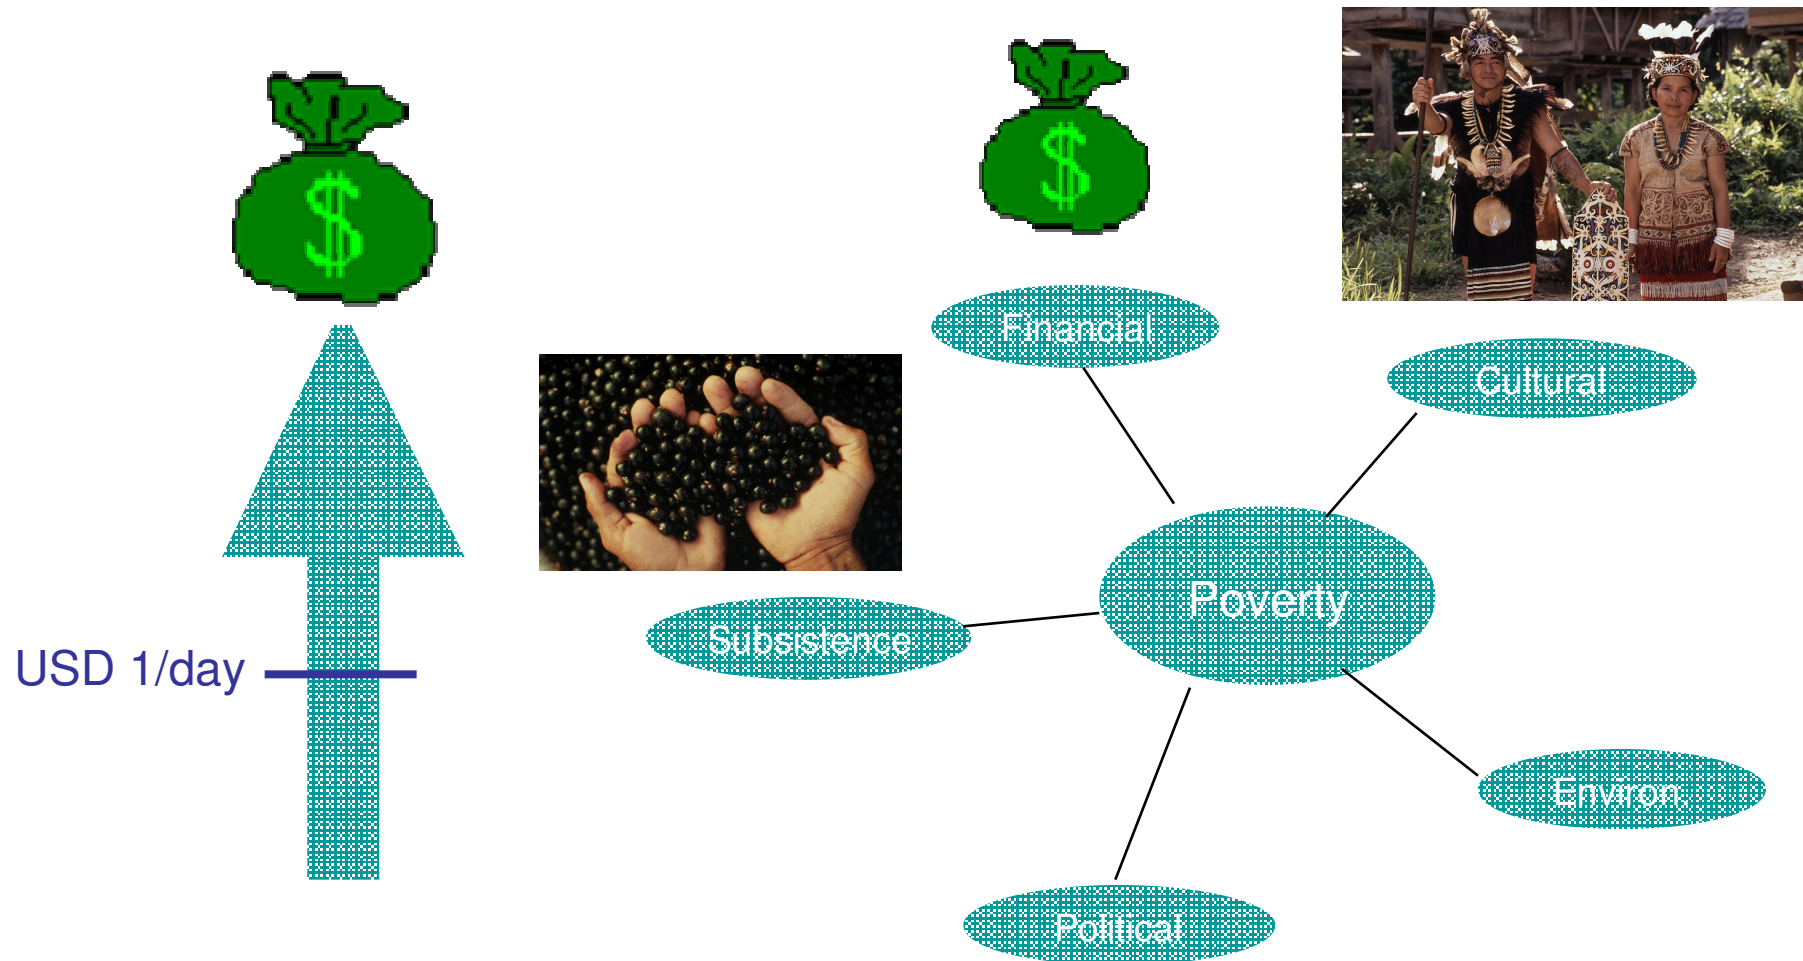 $
$
Financial
Cultural
Poverty
Subsistence
USD 1/day
Environ.
Political